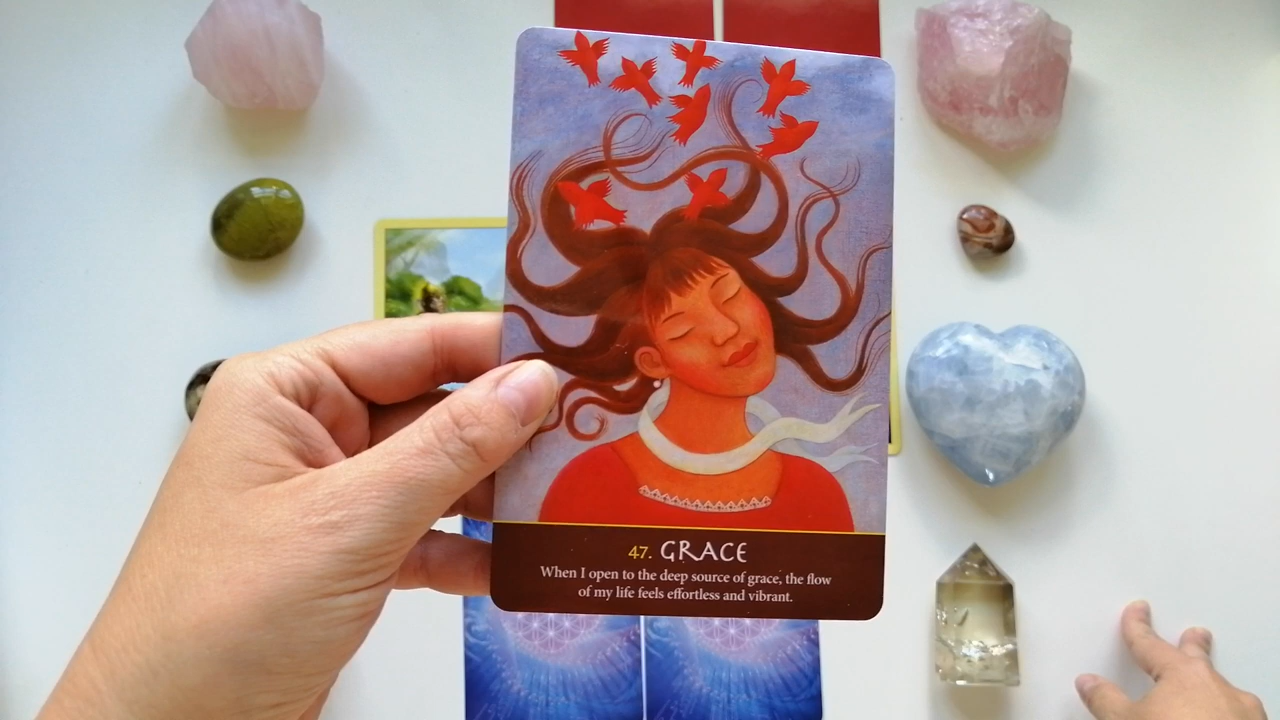 47. GRACE
When I open to the deep source of grace, the flow
of my life feels effortless and vibrant.